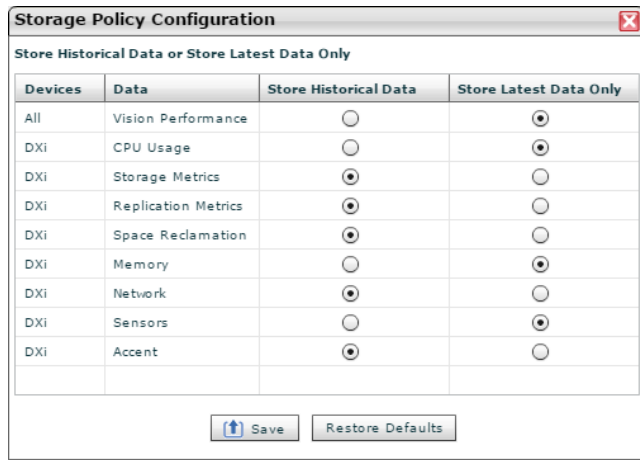 Storage Policy Configuration
Store Historical Data or Store Latest Data Only
Devices Data Store Historical Data Store Latest Data Only
All Vision Performance
DXi CPU Usage
DXi Storage Metrics
DXi Replication Metrics
DXi Space Reclamation
DXi Memory
DXi Network
DXi Sensors
DXi Accent
Save Restore Defaults